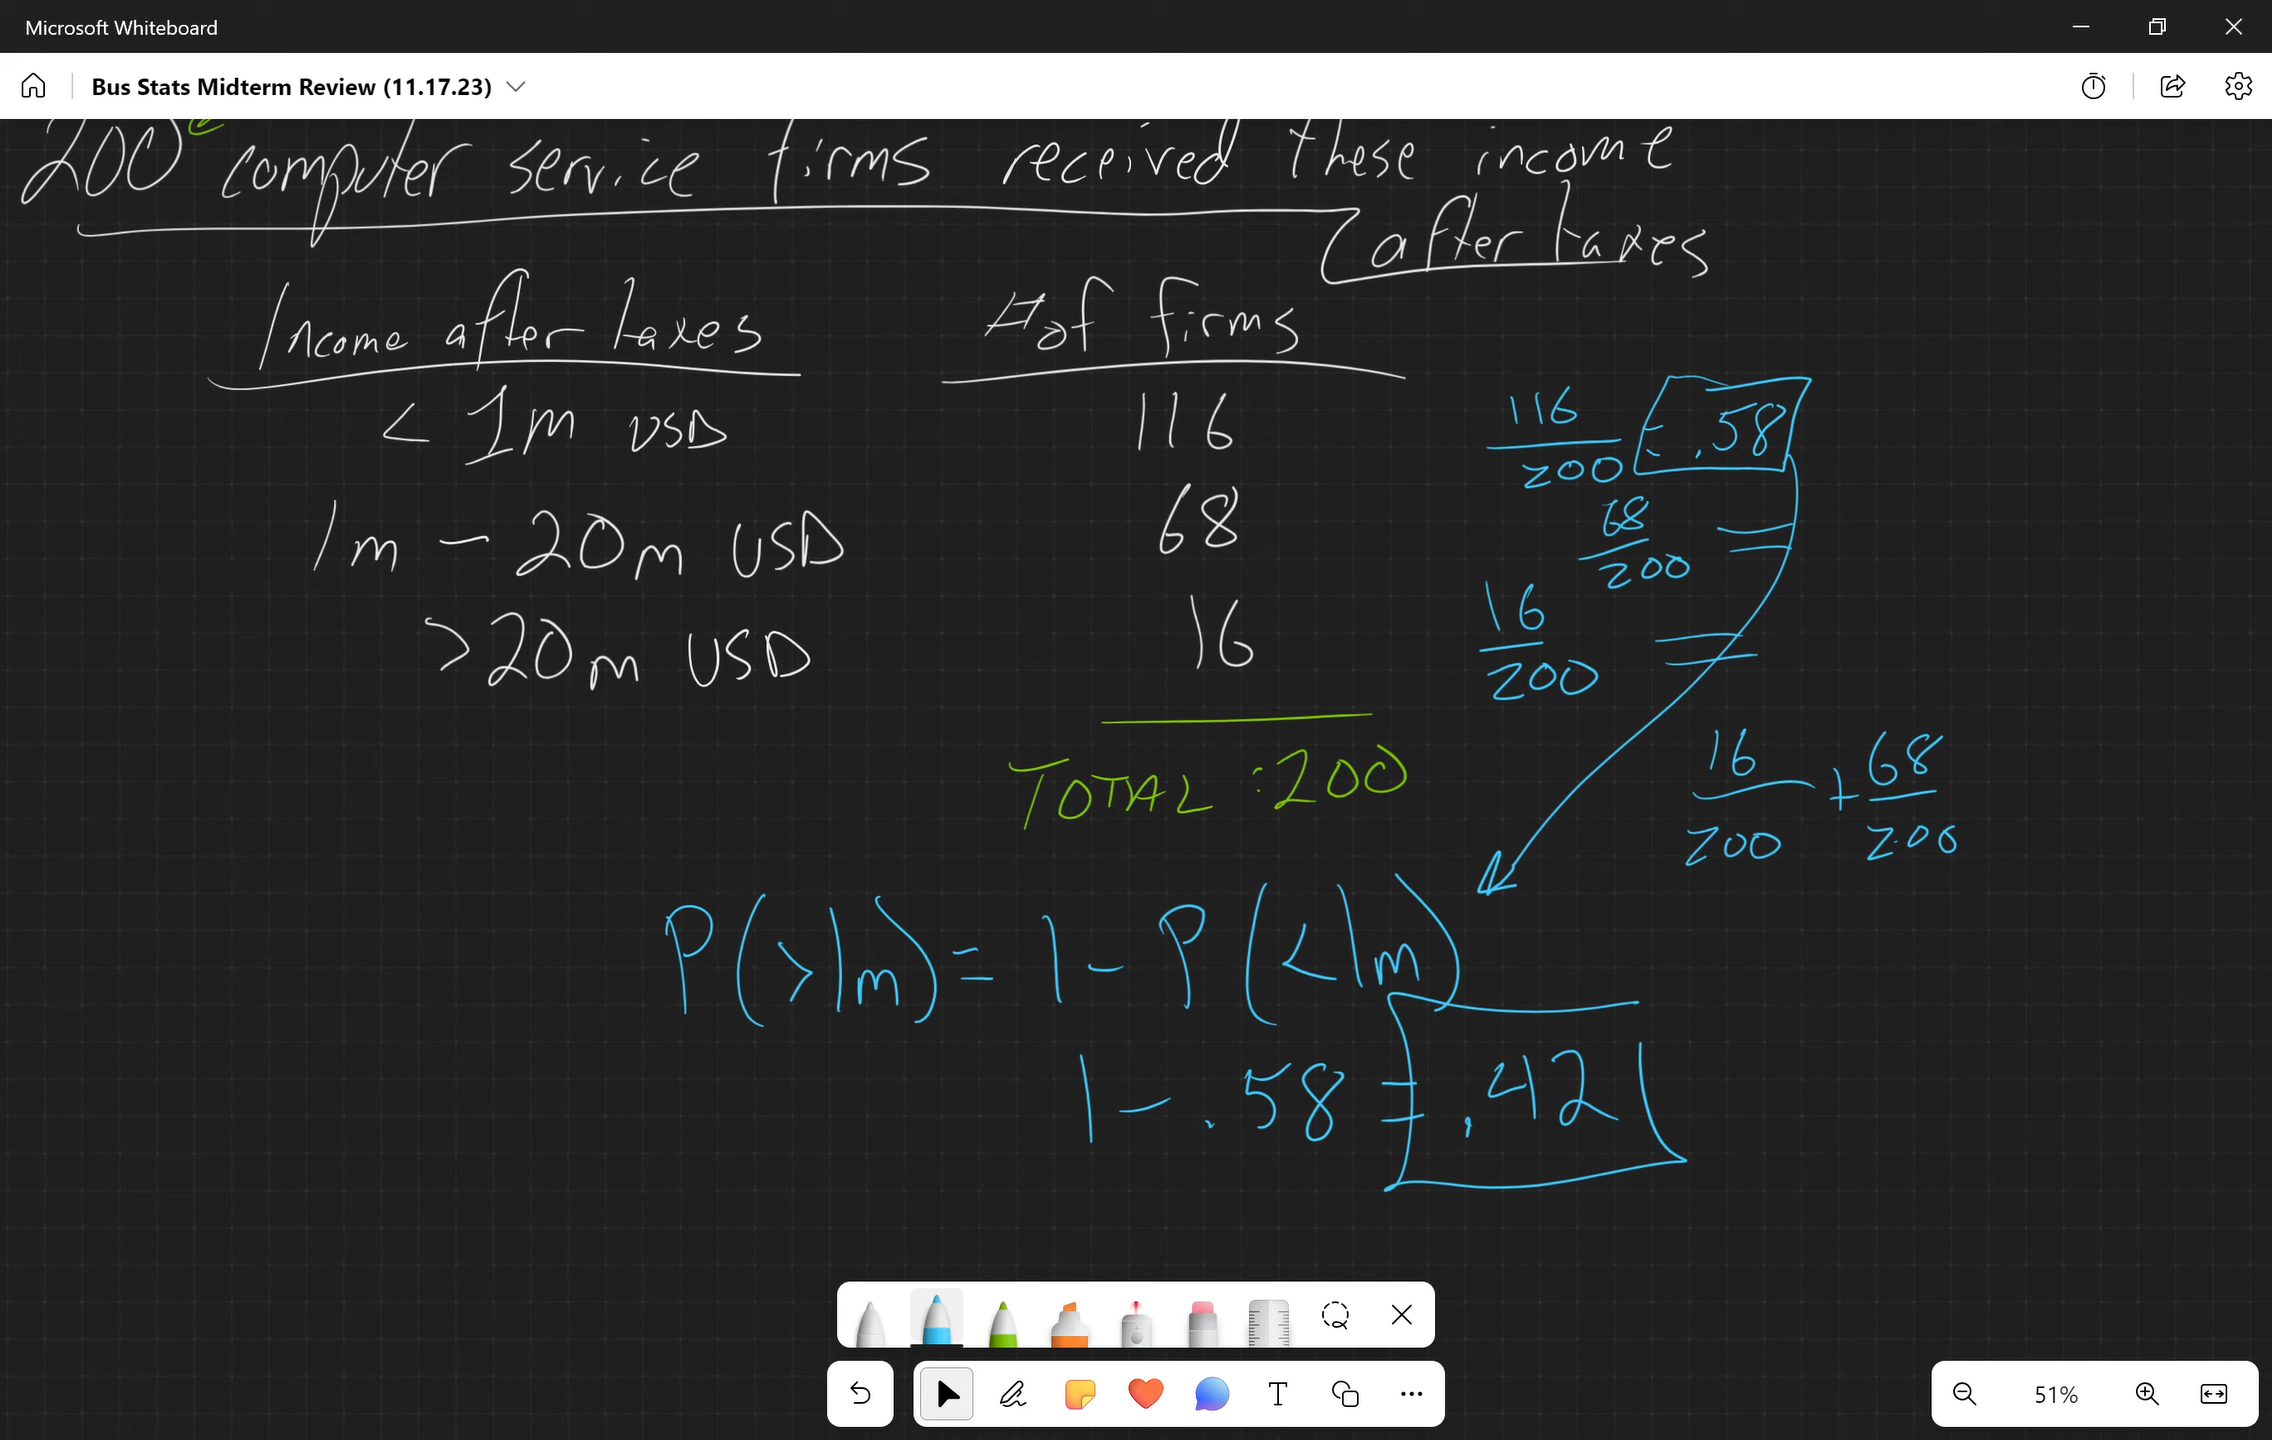 Microsoft Whiteboard
Bus Stats Midterm Review (11.17.23)
200 computer service firms received these income
after taxes
Income after taxes # of firms
< 1m USD 116 116/200 = .58
1m - 20m USD 68 68/200 =
>20m USD 16 16/200 =
TOTAL :200 16/200 + 68/200
P(>1m) = 1 - P(<1m)
1 - .58 = .42
51%